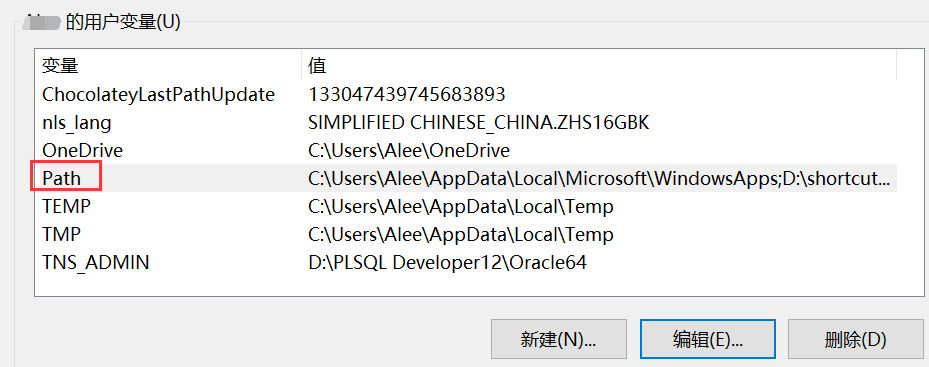 的用户变量(U)
变量 值
ChocolateyLastPathUpdate 133047439745683893
nls_lang SIMPLIFIED CHINESE_CHINA.ZHS16GBK
OneDrive C:\Users\Alee\OneDrive
Path C:\Users\Alee\AppData\Local\Microsoft\WindowsApps;D:\shortcut...
TEMP C:\Users\Alee\AppData\Local\Temp
TMP C:\Users\Alee\AppData\Local\Temp
TNS_ADMIN D:\PLSQL Developer12\Oracle64
新建(N)... 编辑(E)... 删除(D)